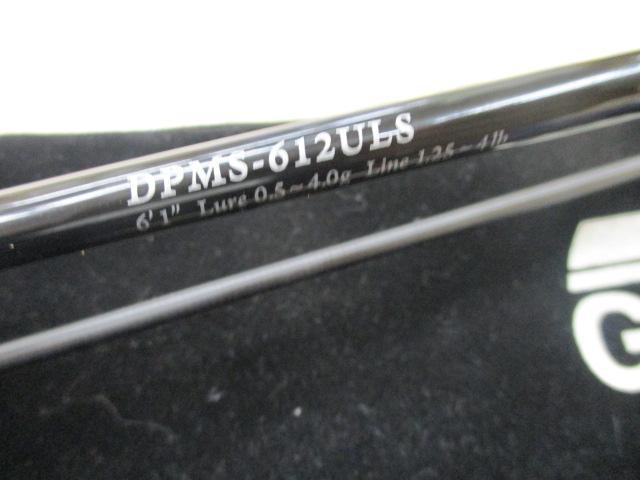 DPMS-612ULS
6'1" Lure 0.5~4.0g Line 1.25~4lb
G